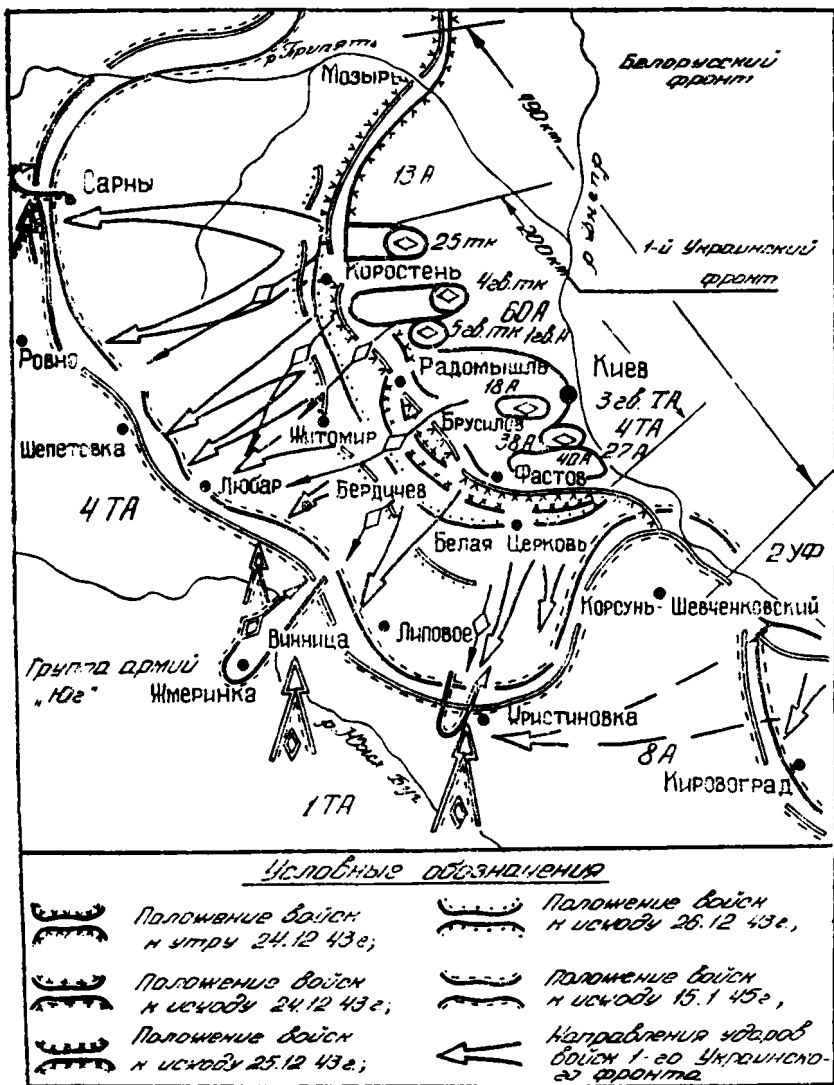 р. Припять
Мозырь
Белорусский
фронт
490 км
13 А
Сарны
25 тк
200 км
р. Днепр
1-й Украинский
фронт
Коростень
4 гв. тк
60 А
5 гв. тк
1 гв. А
Ровно
Радомышль
Киев
18 А
3 гв. ТА
Шепетовка
Житомир
Брусилов
4 ТА
38 А
27 А
40 А
Фастов
Любар
Бердичев
4 ТА
Белая Церковь
2 УФ
Корсунь-Шевченковский
Винница
Липовое
Группа армий
„Юг"
Жмеринка
Христиновка
р. Южн. Буг
8 А
Кировоград
1 ТА
Условные обозначения
Положение войск
к утру 24.12 43 г;
Положение войск
к исходу 24.12 43 г;
Положение войск
к исходу 25.12 43 г;
Положение войск
к исходу 26.12 43 г,
Положение войск
к исходу 15.1 45 г,
Направления ударов
войск 1-го Украинско-
го фронта